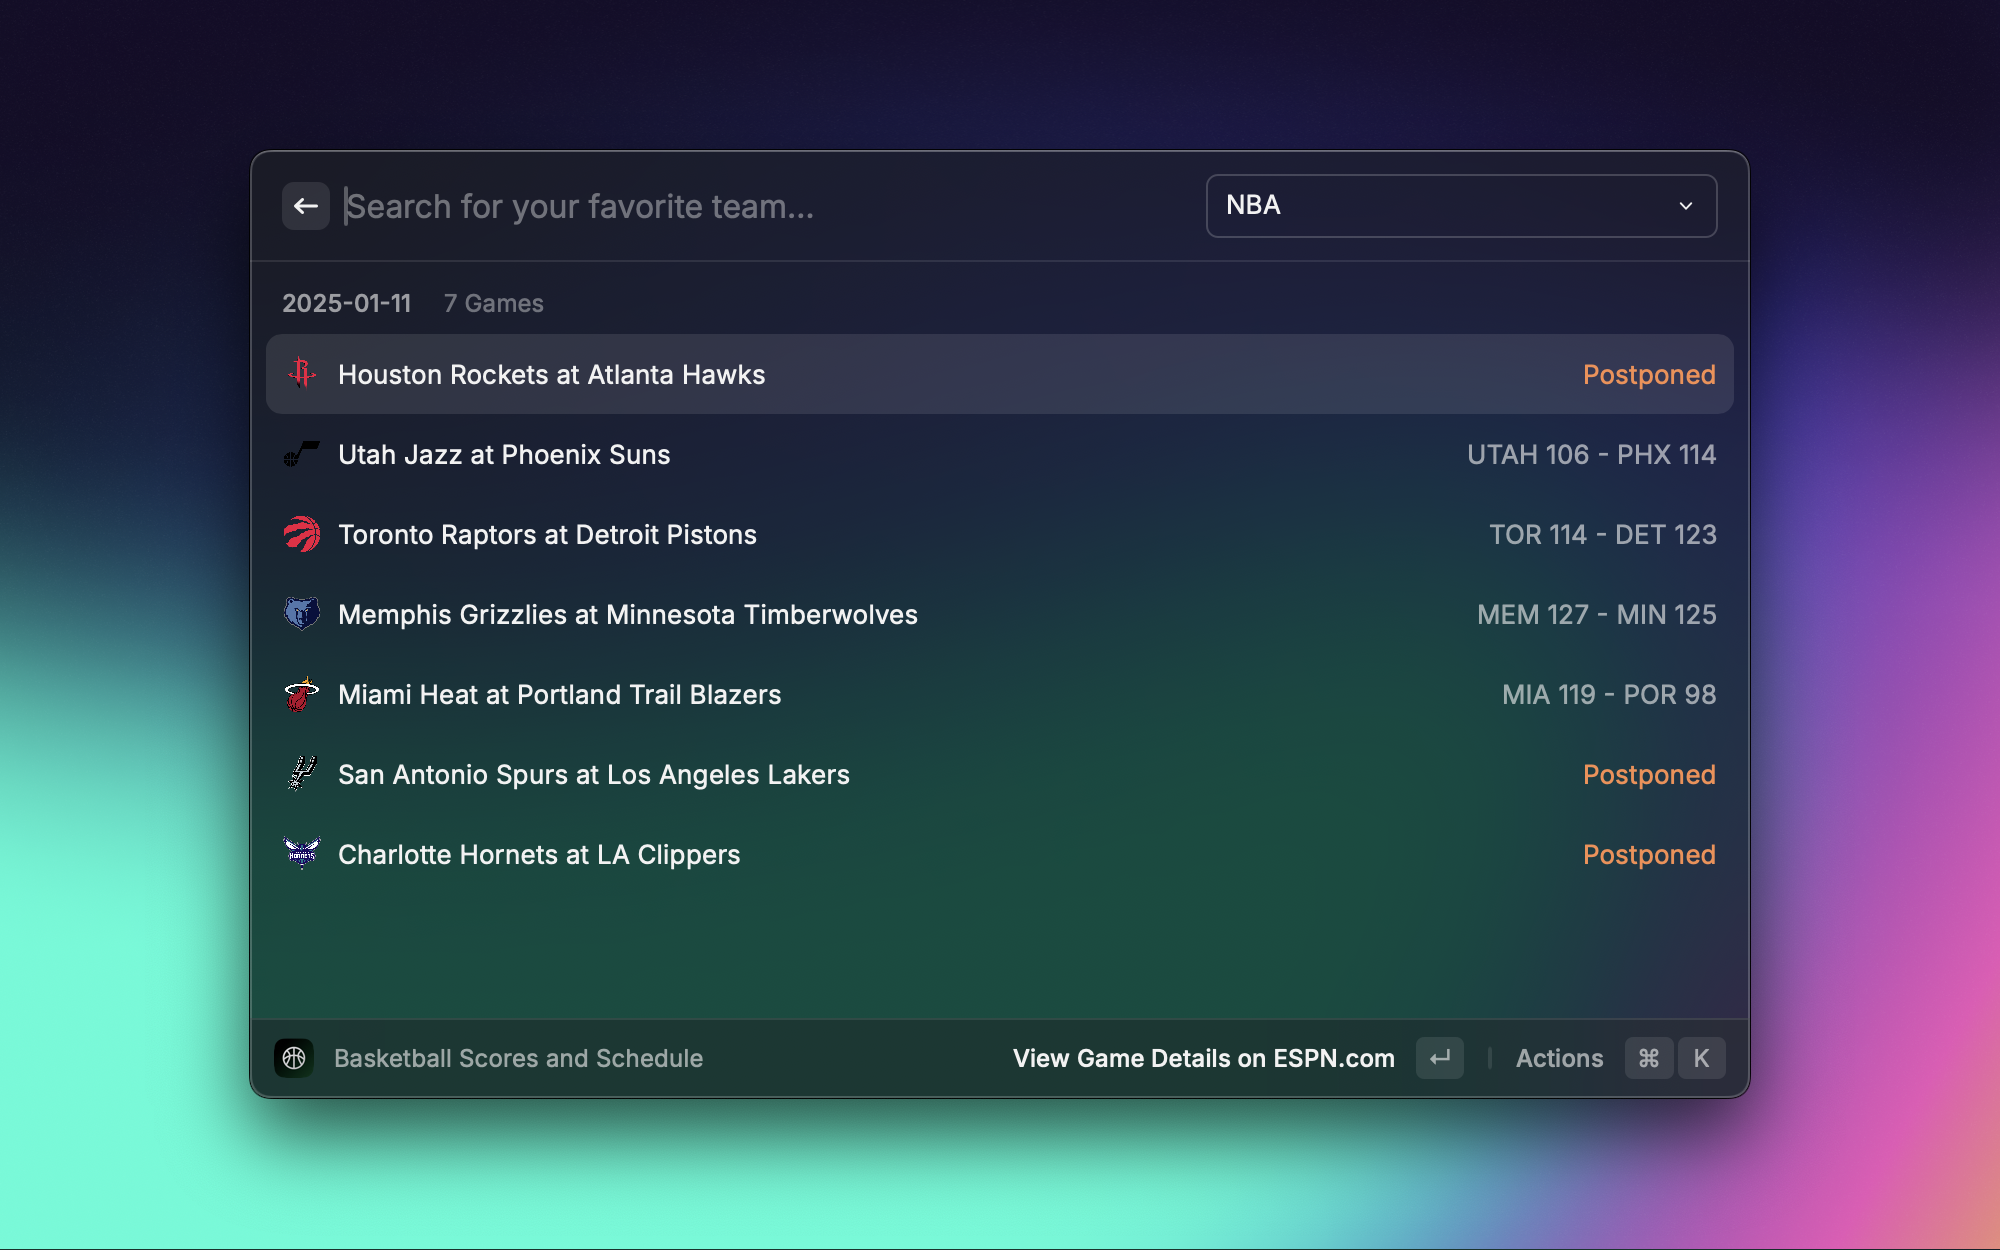 Search for your favorite team...
NBA
2025-01-11 7 Games
Houston Rockets at Atlanta Hawks Postponed
Utah Jazz at Phoenix Suns UTAH 106 - PHX 114
Toronto Raptors at Detroit Pistons TOR 114 - DET 123
Memphis Grizzlies at Minnesota Timberwolves MEM 127 - MIN 125
Miami Heat at Portland Trail Blazers MIA 119 - POR 98
San Antonio Spurs at Los Angeles Lakers Postponed
HORNETS
Charlotte Hornets at LA Clippers Postponed
Basketball Scores and Schedule View Game Details on ESPN.com Actions ⌘ K